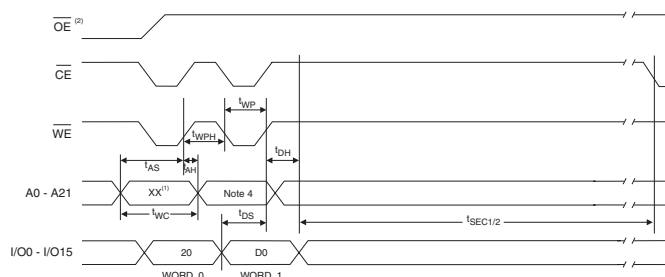 OE (2)
CE
tWP
WE
tWPH
tDH
tAS
tAH
A0 - A21
XX(1)
Note 4
tWC
tDS
tSEC1/2
I/O0 - I/O15
20
D0
WORD 0
WORD 1